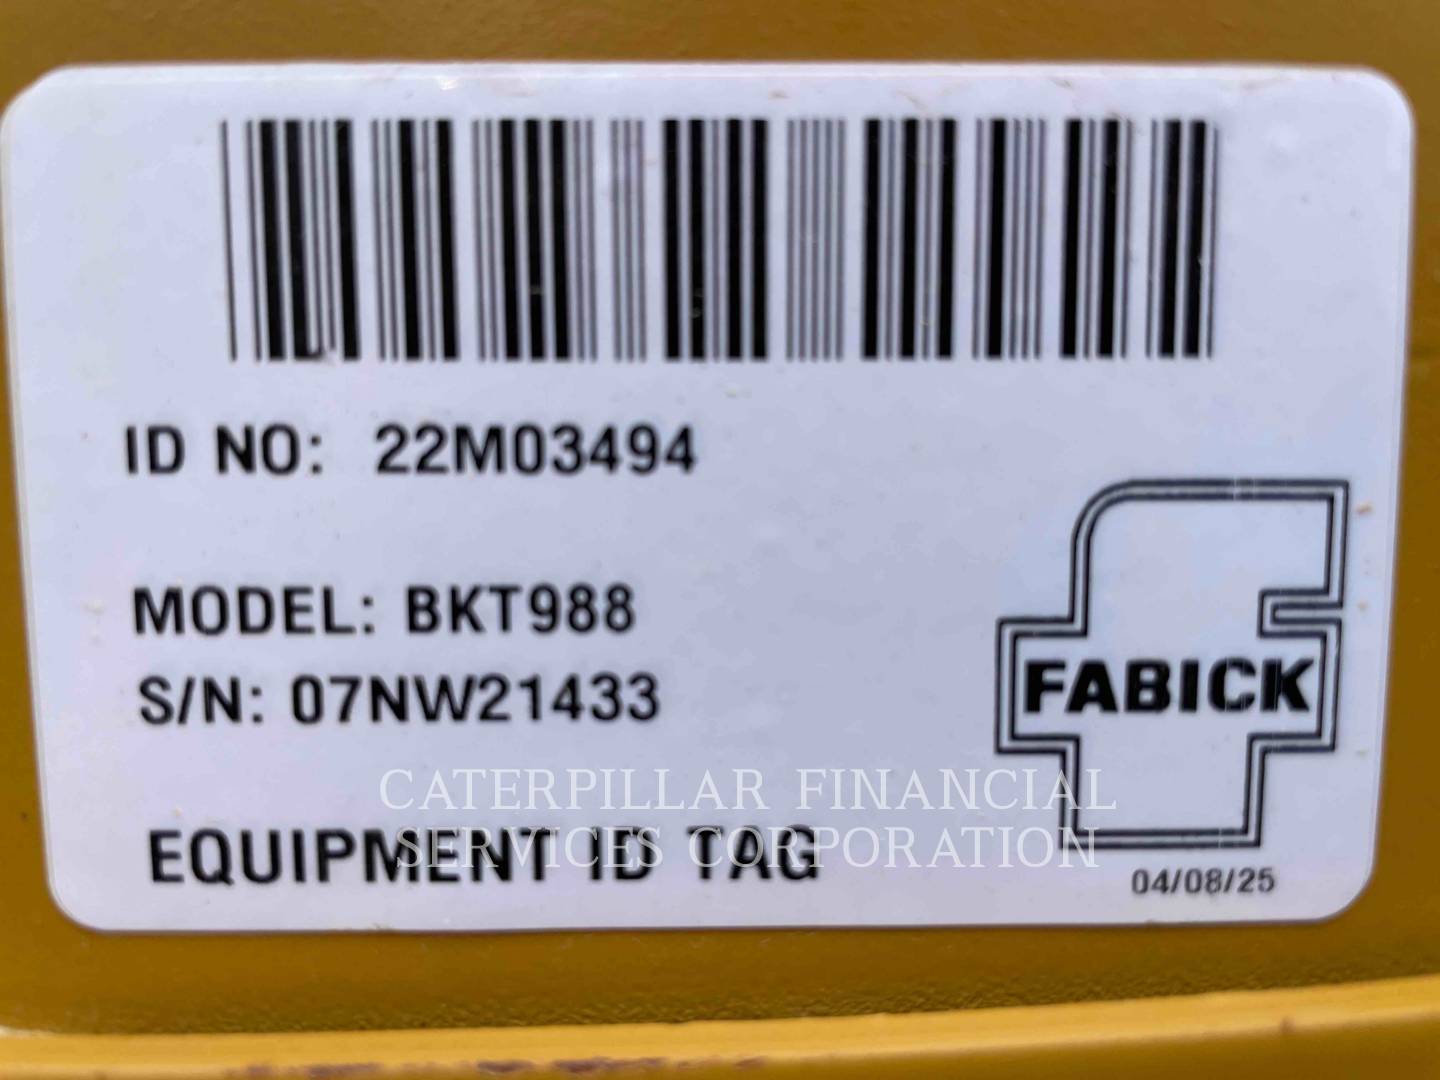 ID NO: 22M03494
MODEL: BKT988
S/N: 07NW21433
FABICK
CATERPILLAR FINANCIAL
SERVICES CORPORATION
EQUIPMENT ID TAG
04/08/25